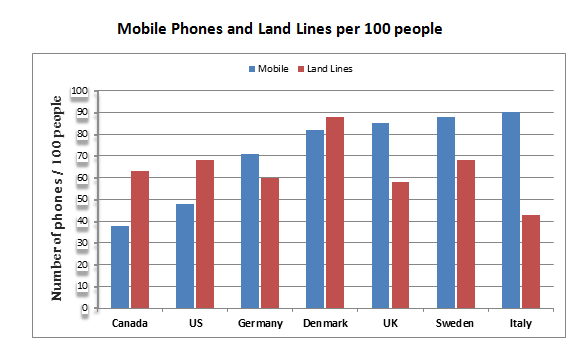 Mobile Phones and Land Lines per 100 people
Mobile Land Lines
Number of phones / 100 people
100
90
80
70
60
50
40
30
20
10
0
Canada US Germany Denmark UK Sweden Italy